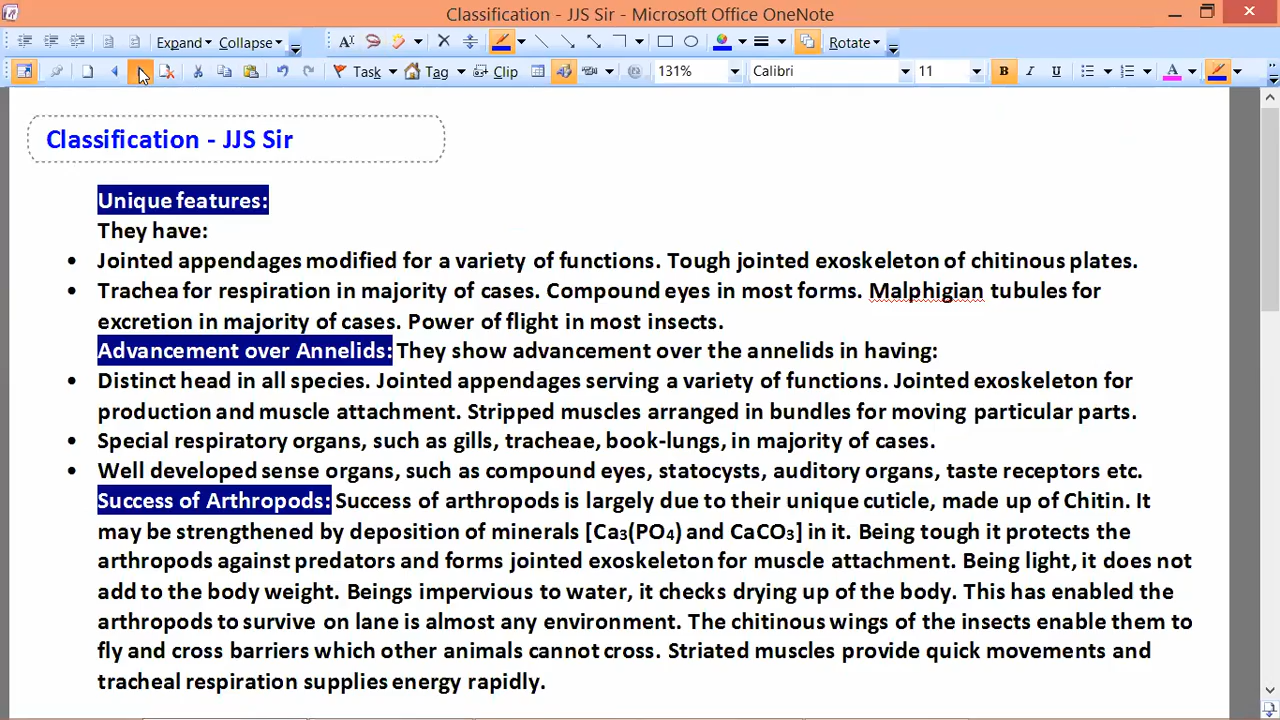 Classification - JJS Sir - Microsoft Office OneNote
Expand Collapse Rotate
Task Tag Clip 131% Calibri 11 B I U A
Classification - JJS Sir
Unique features:
They have:
• Jointed appendages modified for a variety of functions. Tough jointed exoskeleton of chitinous plates.
• Trachea for respiration in majority of cases. Compound eyes in most forms. Malphigian tubules for
excretion in majority of cases. Power of flight in most insects.
Advancement over Annelids: They show advancement over the annelids in having:
• Distinct head in all species. Jointed appendages serving a variety of functions. Jointed exoskeleton for
production and muscle attachment. Stripped muscles arranged in bundles for moving particular parts.
• Special respiratory organs, such as gills, tracheae, book-lungs, in majority of cases.
• Well developed sense organs, such as compound eyes, statocysts, auditory organs, taste receptors etc.
Success of Arthropods: Success of arthropods is largely due to their unique cuticle, made up of Chitin. It
may be strengthened by deposition of minerals [Ca₃(PO₄) and CaCO₃] in it. Being tough it protects the
arthropods against predators and forms jointed exoskeleton for muscle attachment. Being light, it does not
add to the body weight. Beings impervious to water, it checks drying up of the body. This has enabled the
arthropods to survive on lane is almost any environment. The chitinous wings of the insects enable them to
fly and cross barriers which other animals cannot cross. Striated muscles provide quick movements and
tracheal respiration supplies energy rapidly.